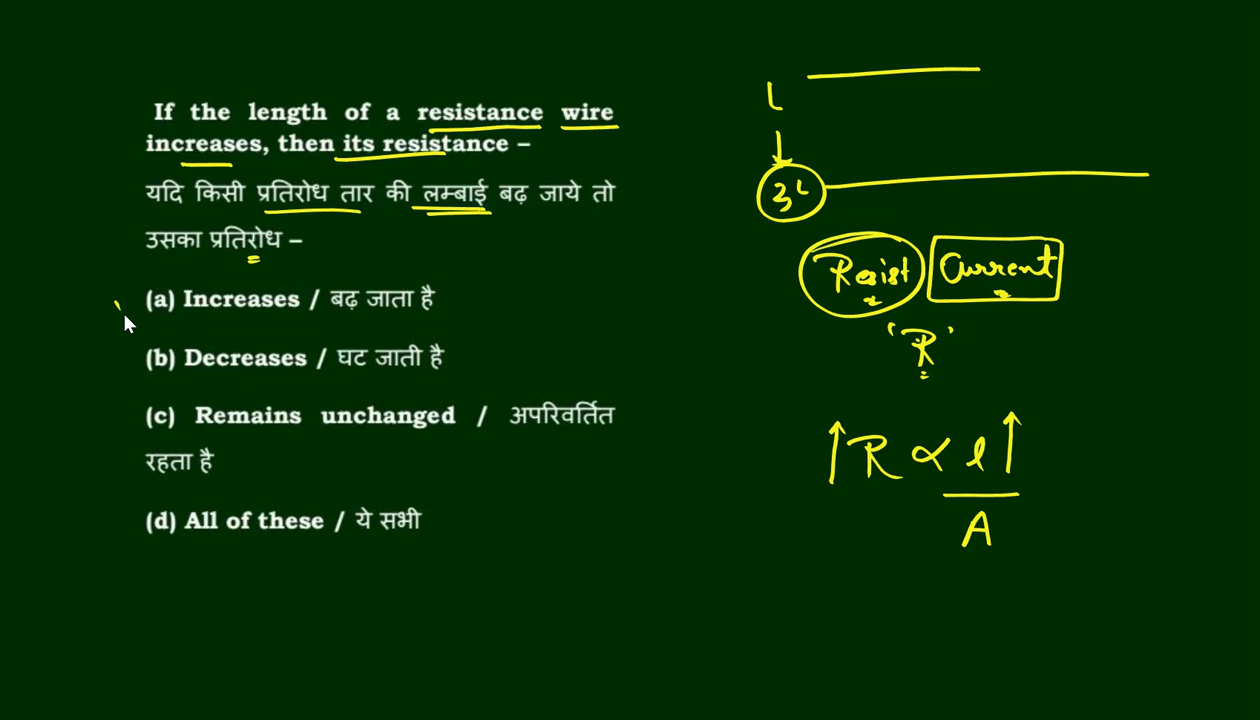 If the length of a resistance wire
increases, then its resistance –
यदि किसी प्रतिरोध तार की लम्बाई बढ़ जाये तो
उसका प्रतिरोध –
(a) Increases / बढ़ जाता है
(b) Decreases / घट जाती है
(c) Remains unchanged / अपरिवर्तित
रहता है
(d) All of these / ये सभी
L
3L
Resist Current
'R'
↑R ∝ l↑
A